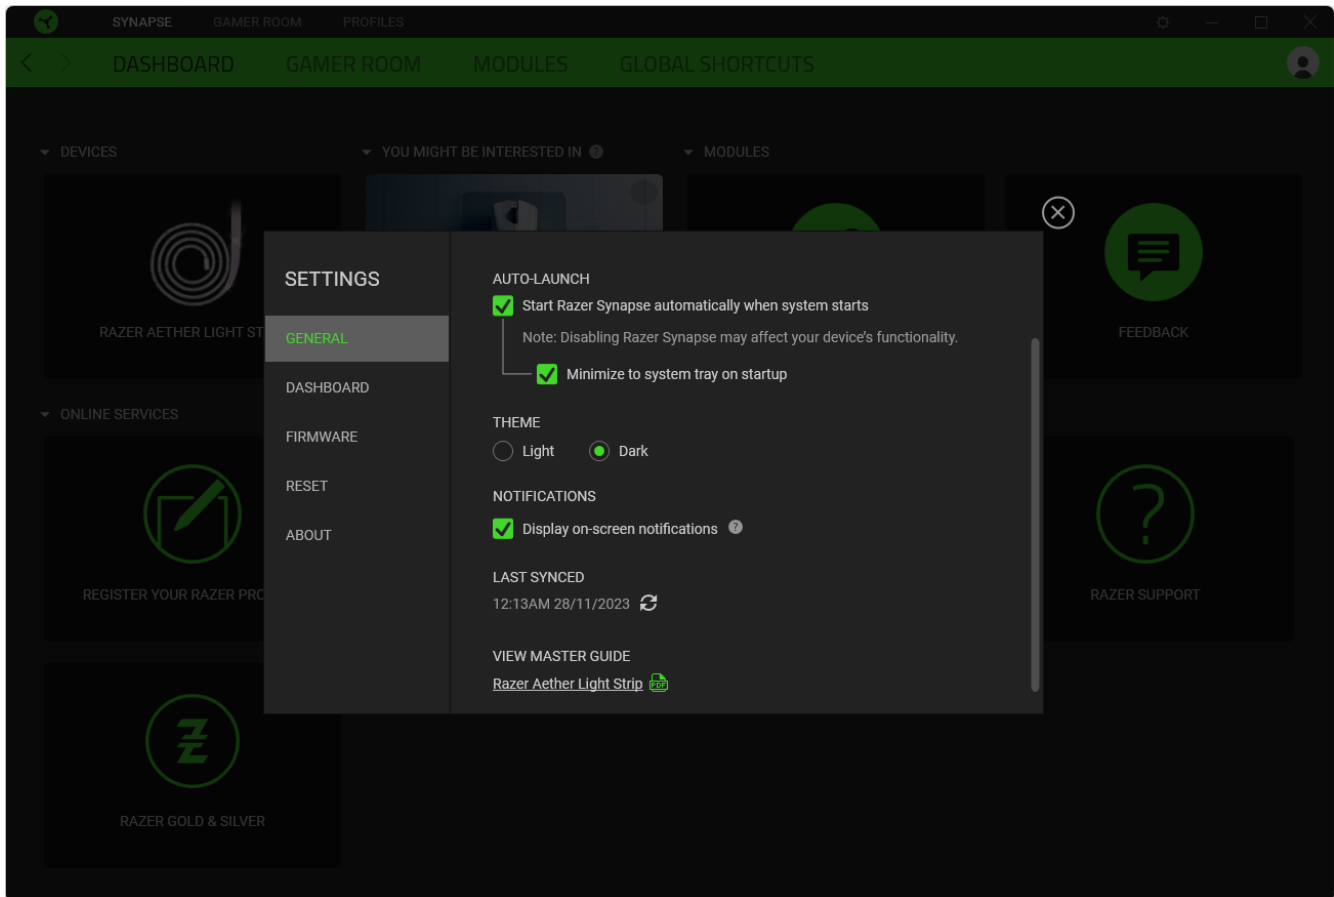 SYNAPSE GAMER ROOM PROFILES
DASHBOARD GAMER ROOM MODULES GLOBAL SHORTCUTS
DEVICES
YOU MIGHT BE INTERESTED IN ?
MODULES
RAZER AETHER LIGHT ST
FEEDBACK
SETTINGS
GENERAL
DASHBOARD
FIRMWARE
RESET
ABOUT
AUTO-LAUNCH
Start Razer Synapse automatically when system starts
Note: Disabling Razer Synapse may affect your device's functionality.
Minimize to system tray on startup
THEME
Light Dark
NOTIFICATIONS
Display on-screen notifications ?
LAST SYNCED
12:13AM 28/11/2023
VIEW MASTER GUIDE
Razer Aether Light Strip PDF
ONLINE SERVICES
REGISTER YOUR RAZER PRO
RAZER SUPPORT
RAZER GOLD & SILVER